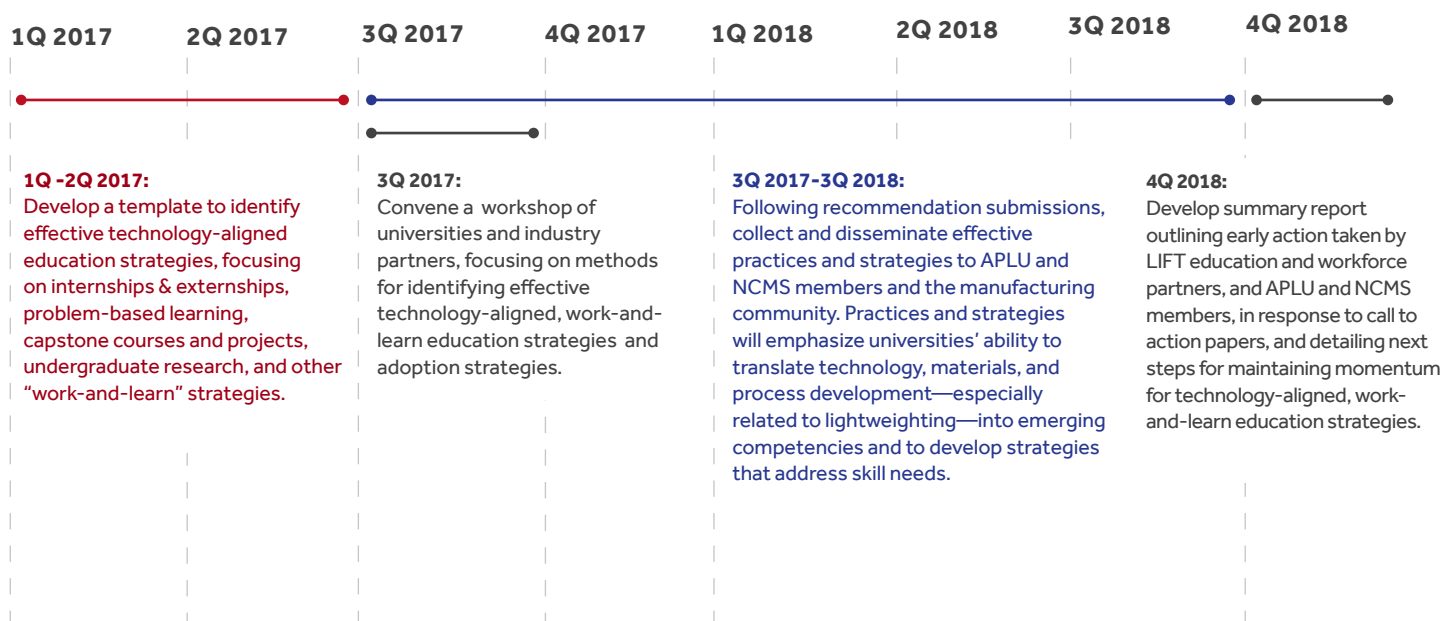 1Q 2017
2Q 2017
3Q 2017
4Q 2017
1Q 2018
2Q 2018
3Q 2018
4Q 2018
1Q -2Q 2017:
Develop a template to identify
effective technology-aligned
education strategies, focusing
on internships & externships,
problem-based learning,
capstone courses and projects,
undergraduate research, and other
“work-and-learn” strategies.
3Q 2017:
Convene a workshop of
universities and industry
partners, focusing on methods
for identifying effective
technology-aligned, work-and-
learn education strategies and
adoption strategies.
3Q 2017-3Q 2018:
Following recommendation submissions,
collect and disseminate effective
practices and strategies to APLU and
NCMS members and the manufacturing
community. Practices and strategies
will emphasize universities’ ability to
translate technology, materials, and
process development—especially
related to lightweighting—into emerging
competencies and to develop strategies
that address skill needs.
4Q 2018:
Develop summary report
outlining early action taken by
LIFT education and workforce
partners, and APLU and NCMS
members, in response to call to
action papers, and detailing next
steps for maintaining momentum
for technology-aligned, work-
and-learn education strategies.